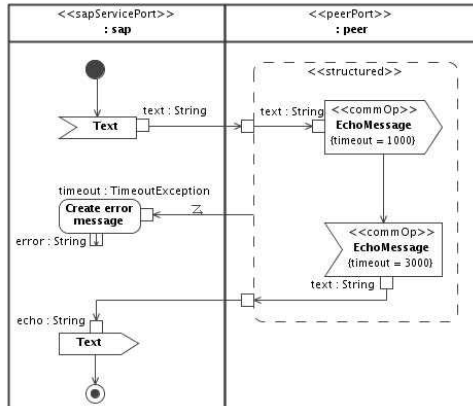 <<sapServicePort>>
: sap
<<peerPort>>
: peer
<<structured>>
text : String
text : String
Text
<<commOp>>
EchoMessage
{timeout = 1000}
timeout : TimeoutException
Create error
message
error : String
<<commOp>>
EchoMessage
{timeout = 3000}
text : String
echo : String
Text